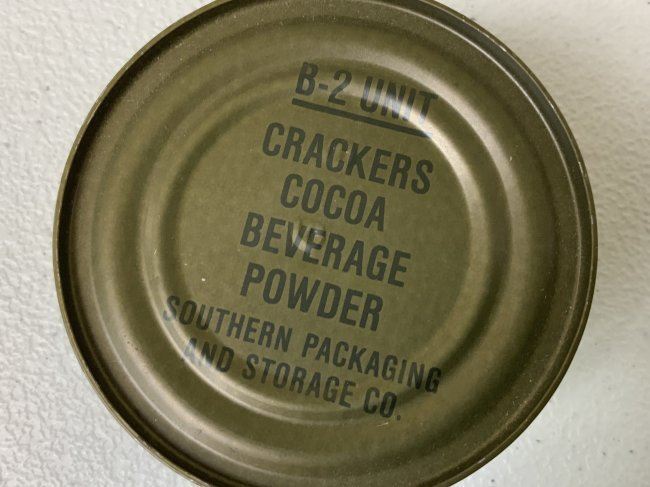 B-2 UNIT
CRACKERS
COCOA
BEVERAGE
POWDER
SOUTHERN PACKAGING
AND STORAGE CO.